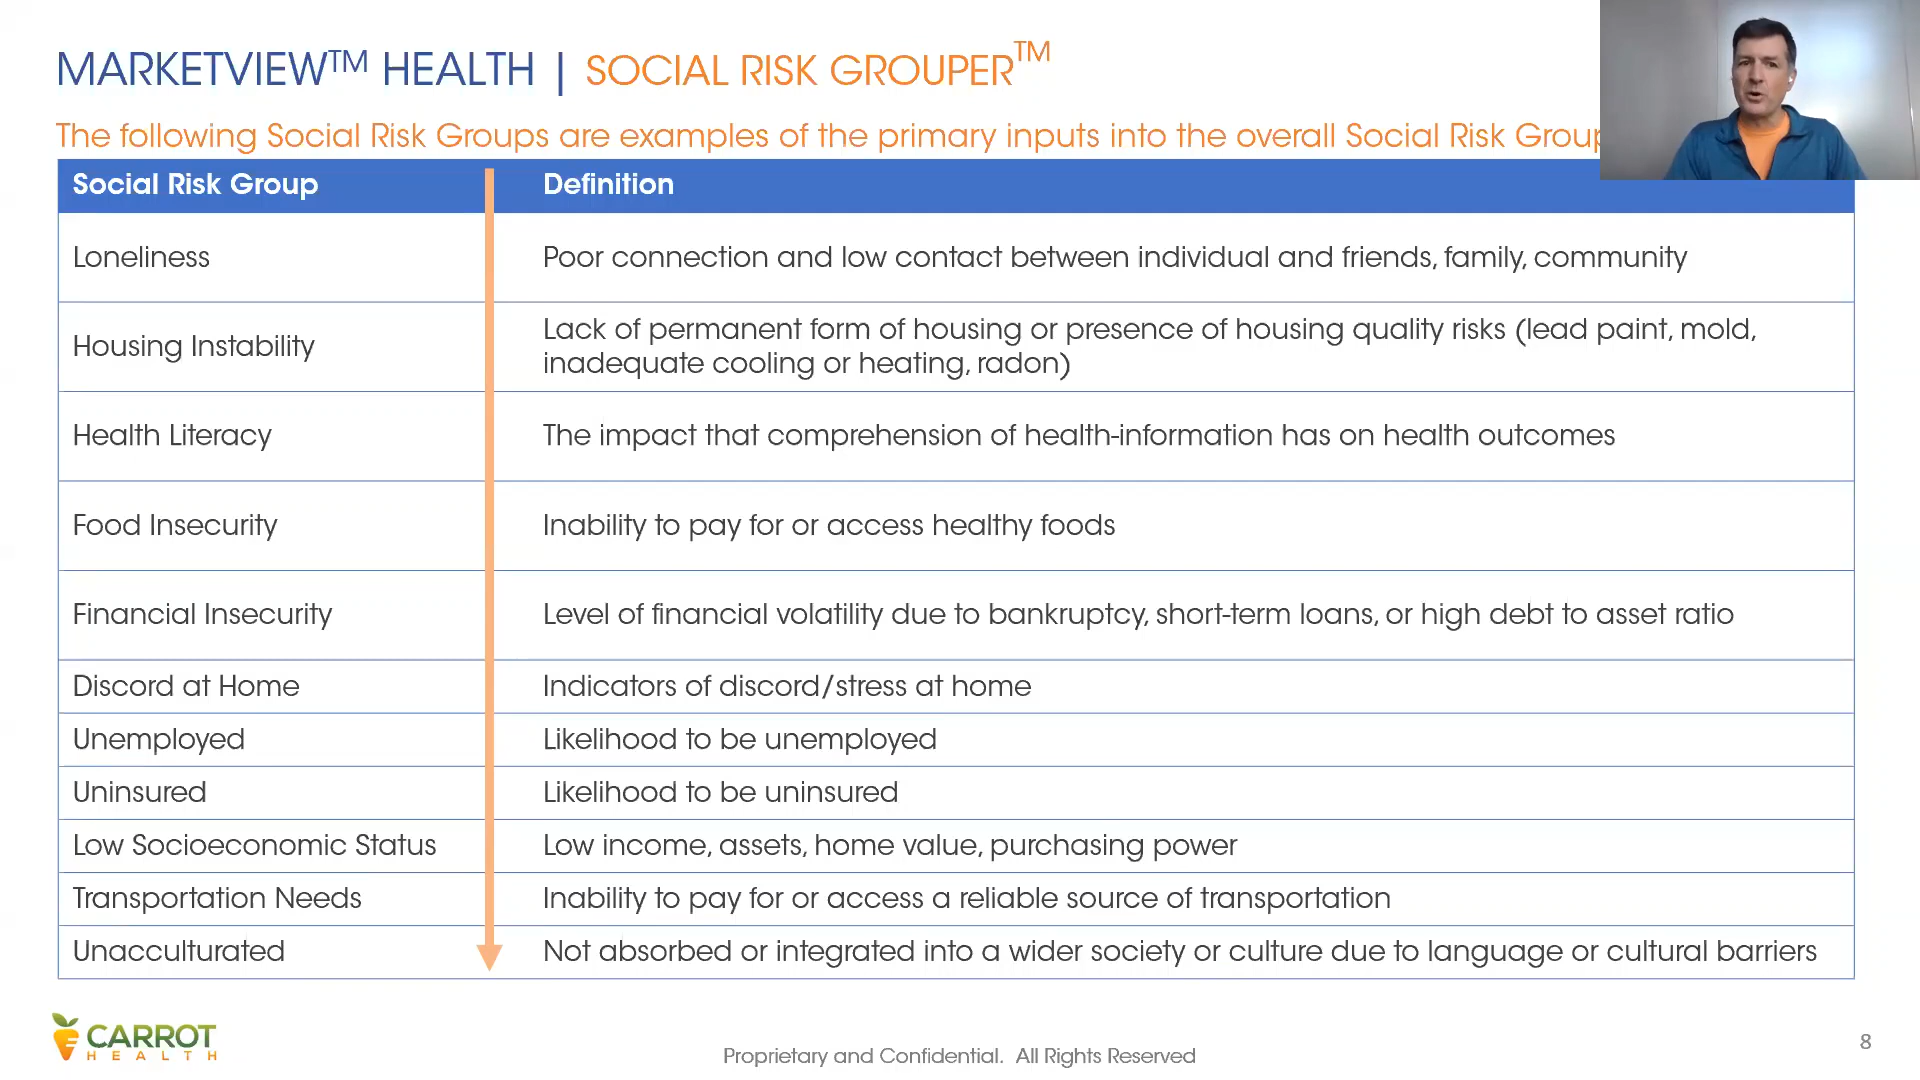 MARKETVIEW™ HEALTH | SOCIAL RISK GROUPER™
The following Social Risk Groups are examples of the primary inputs into the overall Social Risk
Social Risk Group Definition
Loneliness Poor connection and low contact between individual and friends, family, community
Housing Instability Lack of permanent form of housing or presence of housing quality risks (lead paint, mold,
inadequate cooling or heating, radon)
Health Literacy The impact that comprehension of health-information has on health outcomes
Food Insecurity Inability to pay for or access healthy foods
Financial Insecurity Level of financial volatility due to bankruptcy, short-term loans, or high debt to asset ratio
Discord at Home Indicators of discord/stress at home
Unemployed Likelihood to be unemployed
Uninsured Likelihood to be uninsured
Low Socioeconomic Status Low income, assets, home value, purchasing power
Transportation Needs Inability to pay for or access a reliable source of transportation
Unacculturated Not absorbed or integrated into a wider society or culture due to language or cultural barriers
CARROT
HEALTH
Proprietary and Confidential. All Rights Reserved
8